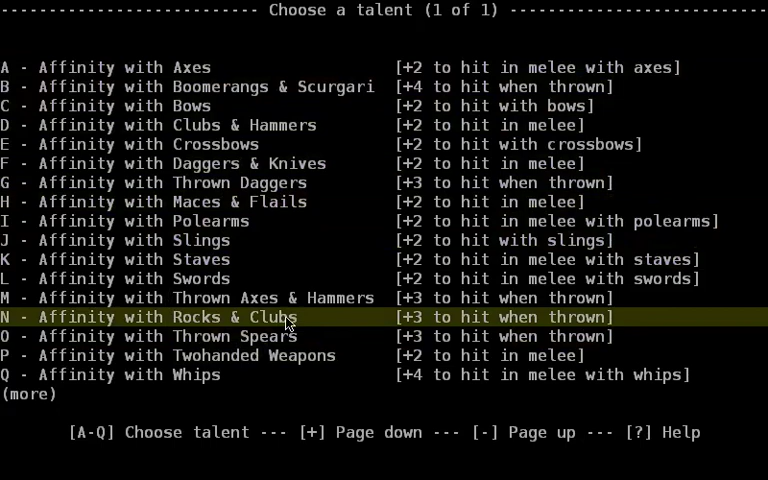 --------------------------- Choose a talent (1 of 1) ---------------------------
A - Affinity with Axes [+2 to hit in melee with axes]
B - Affinity with Boomerangs & Scurgari [+4 to hit when thrown]
C - Affinity with Bows [+2 to hit with bows]
D - Affinity with Clubs & Hammers [+2 to hit in melee]
E - Affinity with Crossbows [+2 to hit with crossbows]
F - Affinity with Daggers & Knives [+2 to hit in melee]
G - Affinity with Thrown Daggers [+3 to hit when thrown]
H - Affinity with Maces & Flails [+2 to hit in melee]
I - Affinity with Polearms [+2 to hit in melee with polearms]
J - Affinity with Slings [+2 to hit with slings]
K - Affinity with Staves [+2 to hit in melee with staves]
L - Affinity with Swords [+2 to hit in melee with swords]
M - Affinity with Thrown Axes & Hammers [+3 to hit when thrown]
N - Affinity with Rocks & Clubs [+3 to hit when thrown]
O - Affinity with Thrown Spears [+3 to hit when thrown]
P - Affinity with Twohanded Weapons [+2 to hit in melee]
Q - Affinity with Whips [+4 to hit in melee with whips]
(more)
[A-Q] Choose talent --- [+] Page down --- [-] Page up --- [?] Help